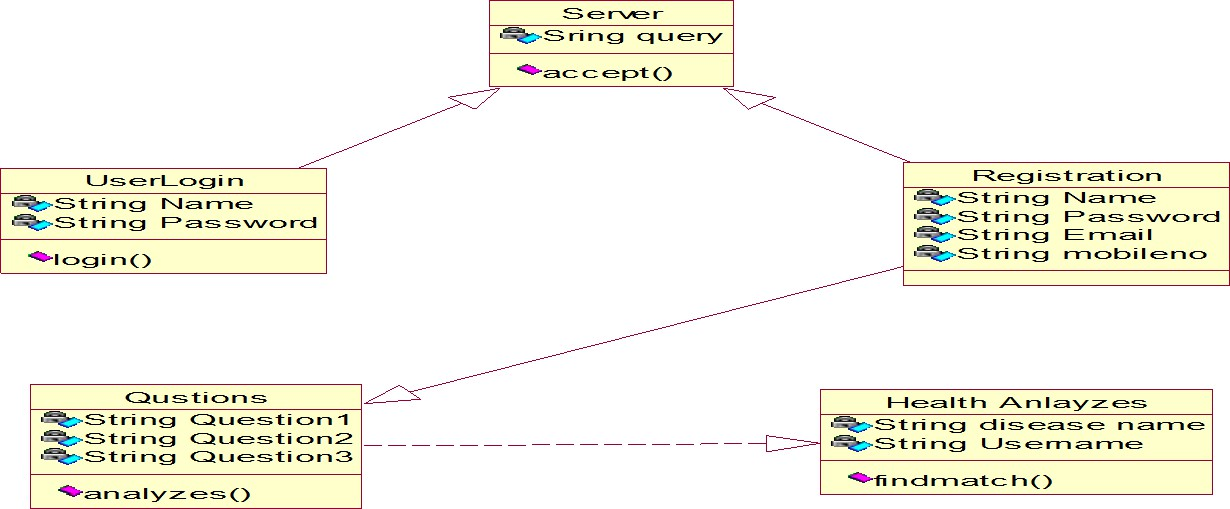 Server
Sring query
accept()
UserLogin
String Name
String Password
login()
Registration
String Name
String Password
String Email
String mobileno
Qustions
String Question1
String Question2
String Question3
analyzes()
Health Anlayzes
String disease name
String Username
findmatch()